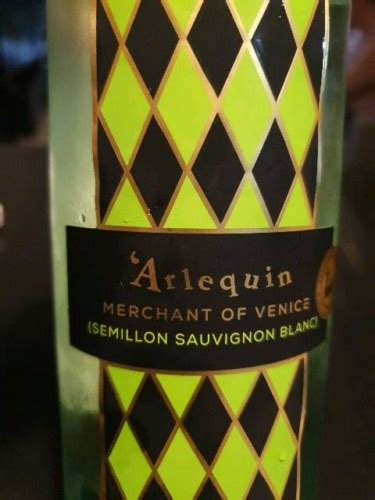 'Arlequin
MERCHANT OF VENICE
{SEMILLON SAUVIGNON BLANC}